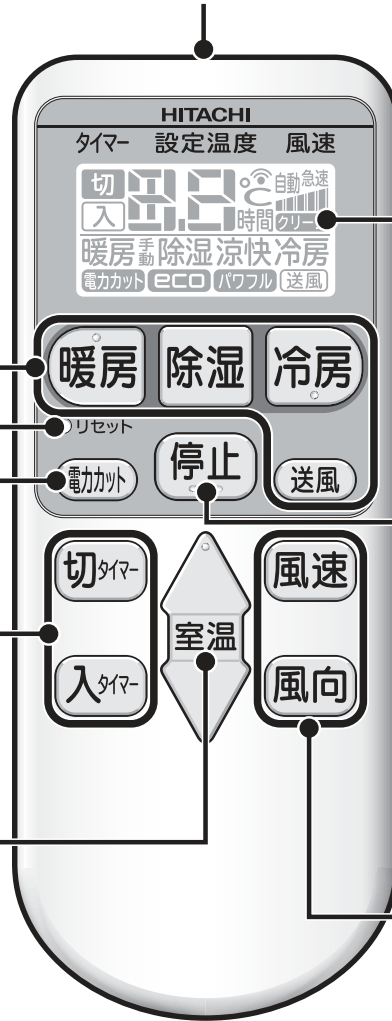 HITACHI
タイマー 設定温度 風速
切 8.8 ℃ 自動 急速
入 時間 クリーン
暖房 手動 除湿 涼快 冷房
電力カット eco パワフル 送風
暖房 除湿 冷房
リセット
電力カット 停止 送風
切タイマー 風速
室温
入タイマー 風向